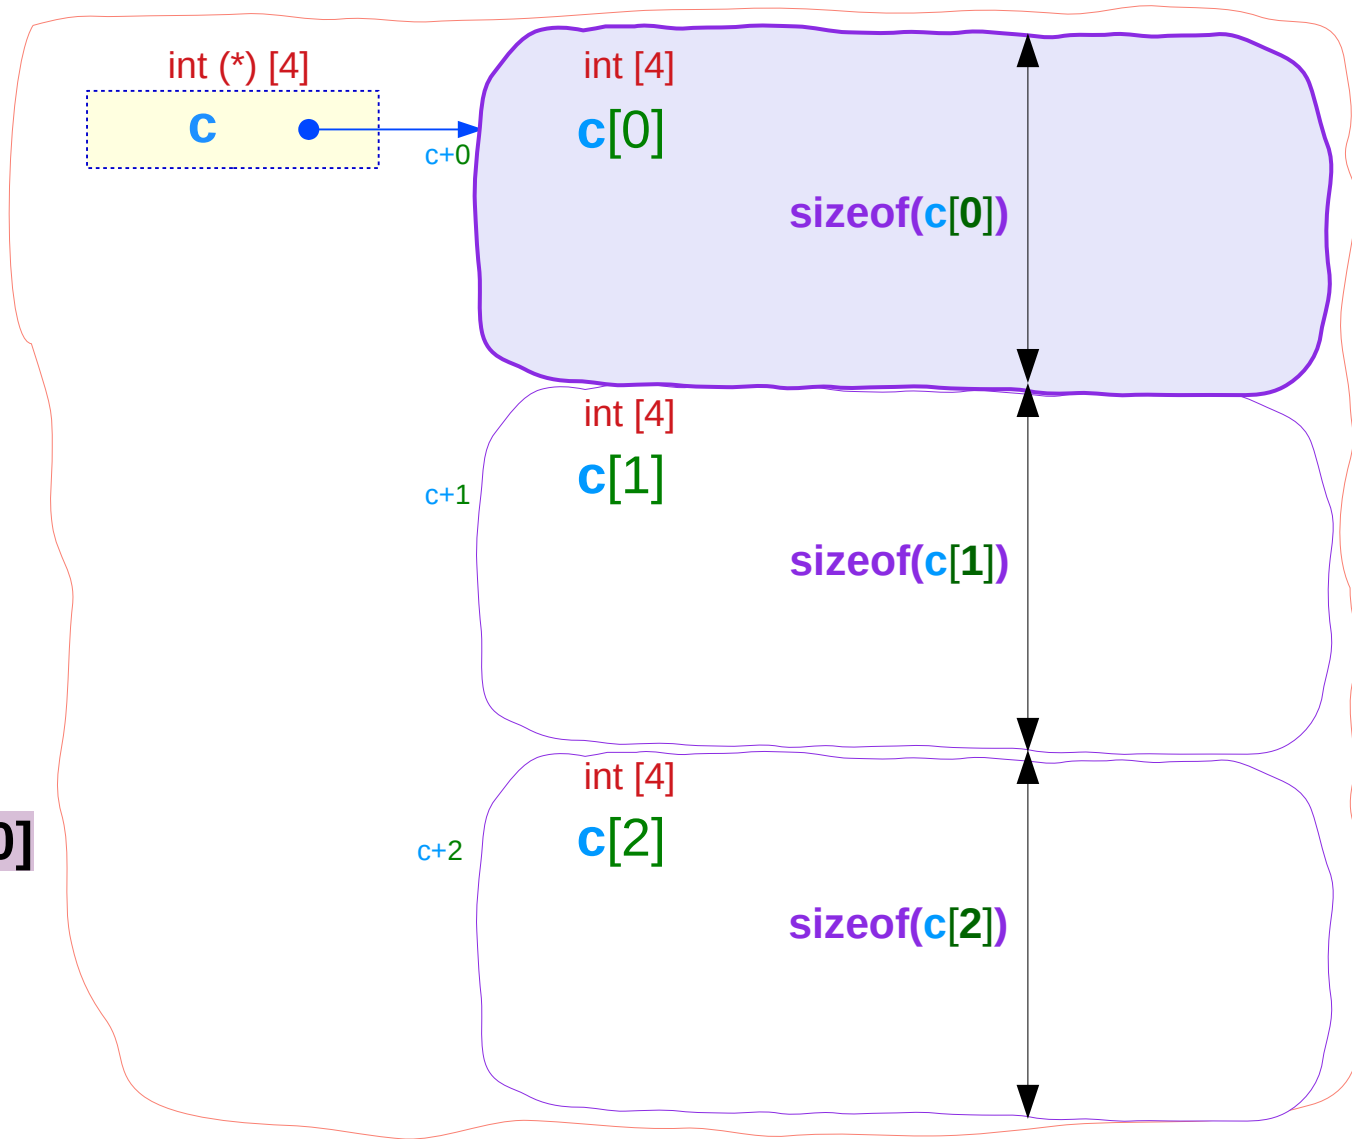 int (*) [4]
c
c+0
int [4]
c[0]
sizeof(c[0])
int [4]
c[1]
c+1
sizeof(c[1])
int [4]
c[2]
c+2
sizeof(c[2])
0]